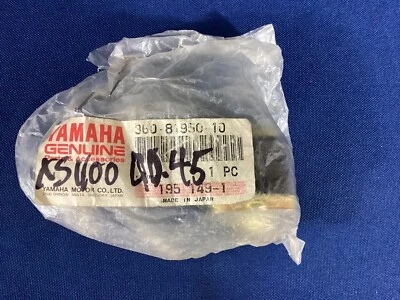 YAMAHA 360-81950-10
GENUINE
Parts & Accessories
XS400 40.45
1 PC
YAMAHA MOTOR CO., LTD.
195 149-1
MADE IN JAPAN